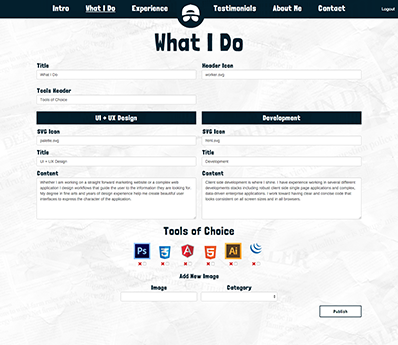 Intro
What I Do
Experience
Testimonials
About Me
Contact
Logout
What I Do
Title
Header Icon
What I Do
worker.svg
Tools Header
Tools of Choice
UI + UX Design
Development
SVG Icon
SVG Icon
palette.svg
html.svg
Title
Title
UI + UX Design
Development
Content
Content
Whether I am working on a straight forward marketing website or a complex web
application I design workflows that guide the user to the information they are looking for.
My degree in fine arts and years of design experience help me create beautiful user
interfaces to express the character of the application.
Client side development is where I shine. I have experience working in several different
developments stacks including robust client side single page applications and complex,
data driven enterprise applications. I work toward having clear and concise code that
looks consistent on all screen sizes and in all browsers.
Tools of Choice
Ps
3
A
5
Ai
Add New Image
Image
Category
Publish